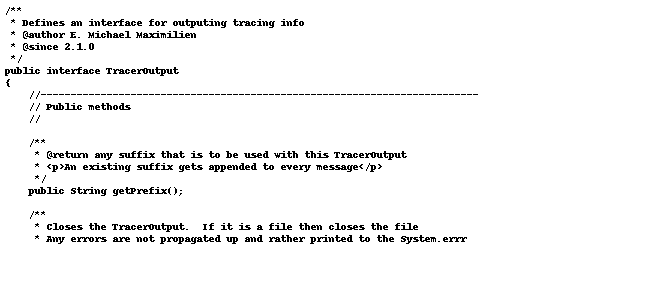 /**
 * Defines an interface for outputing tracing info
 * @author E. Michael Maximilien
 * @since 2.1.0
 */
public interface TracerOutput
{
    //-------------------------------------------------------------------------
    // Public methods
    //

    /**
     * @return any suffix that is to be used with this TracerOutput
     * <p>An existing suffix gets appended to every message</p>
     */
    public String getPrefix();

    /**
     * Closes the TracerOutput.  If it is a file then closes the file
     * Any errors are not propagated up and rather printed to the System.errr